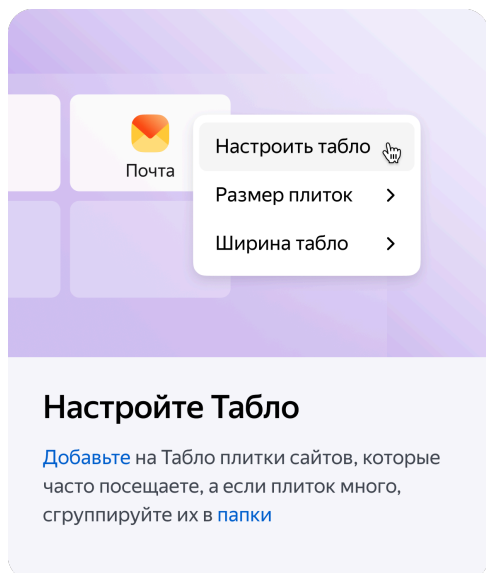 Почта
Настроить табло
Размер плиток
Ширина табло
Настройте Табло
Добавьте на Табло плитки сайтов, которые
часто посещаете, а если плиток много,
сгруппируйте их в папки